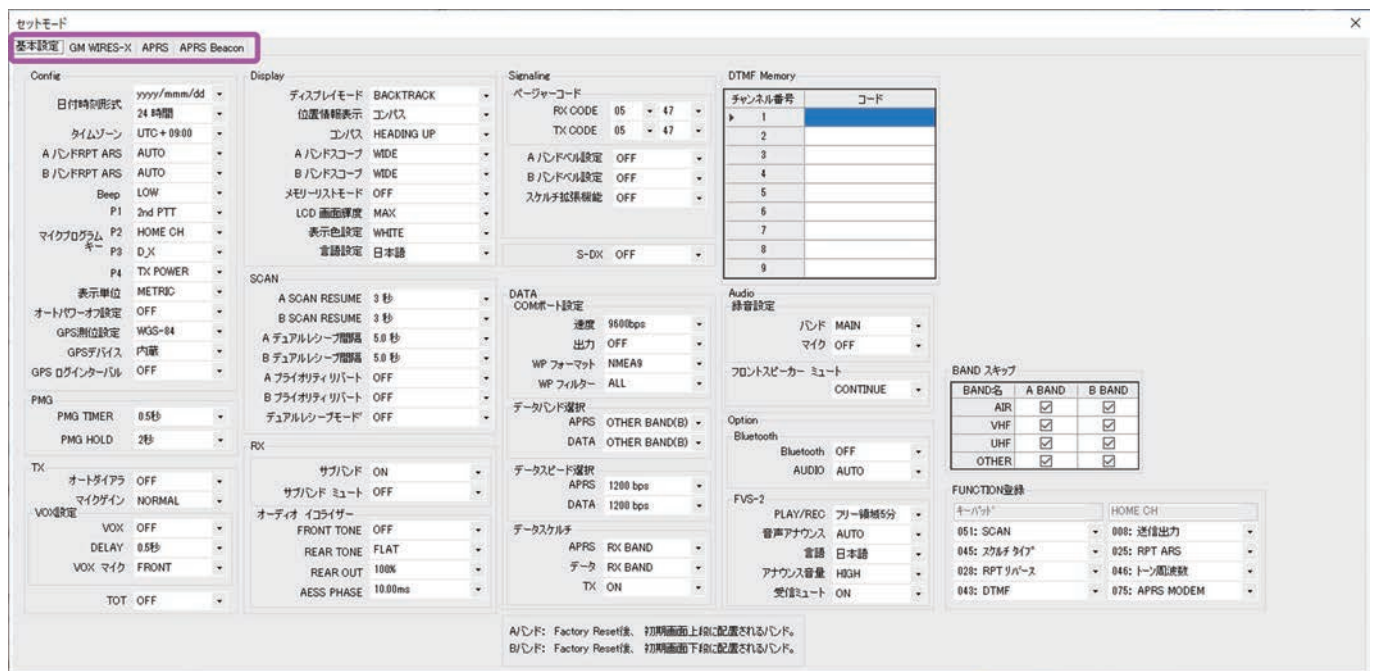 セットモード
基本設定 GM WIRES-X APRS APRS Beacon
Config
日付時刻形式 yyyy/mmm/dd
24 時間
タイムゾーン UTC + 09:00
A バンドRPT ARS AUTO
B バンドRPT ARS AUTO
Beep LOW
マイクプログラムキー
P1 2nd PTT
P2 HOME CH
P3 D_X
P4 TX POWER
表示単位 METRIC
オートパワーオフ設定 OFF
GPS測位設定 WGS-84
GPSデバイス 内蔵
GPS ログインターバル OFF
PMG
PMG TIMER 0.5秒
PMG HOLD 2秒
TX
オートダイアラ OFF
マイクゲイン NORMAL
VOX設定
VOX OFF
DELAY 0.5秒
VOX マイク FRONT
TOT OFF
Display
ディスプレイモード BACKTRACK
位置情報表示 コンパス
コンパス HEADING UP
A バンドスコープ WIDE
B バンドスコープ WIDE
メモリーリストモード OFF
LCD 画面輝度 MAX
表示色設定 WHITE
言語設定 日本語
SCAN
A SCAN RESUME 3 秒
B SCAN RESUME 3 秒
A デュアルレシーブ間隔 5.0 秒
B デュアルレシーブ間隔 5.0 秒
A プライオリティ リバート OFF
B プライオリティ リバート OFF
デュアルレシーブモード OFF
RX
サブバンド ON
サブバンド ミュート OFF
オーディオ イコライザー
FRONT TONE OFF
REAR TONE FLAT
REAR OUT 100%
AESS PHASE 10.00ms
Signaling
ページャーコード
RX CODE 05 47
TX CODE 05 47
A バンドベル設定 OFF
B バンドベル設定 OFF
スケルチ拡張機能 OFF
S-DX OFF
DATA
COMポート設定
速度 9600bps
出力 OFF
WP フォーマット NMEA9
WP フィルター ALL
データバンド選択
APRS OTHER BAND(B)
DATA OTHER BAND(B)
データスピード選択
APRS 1200 bps
DATA 1200 bps
データスケルチ
APRS RX BAND
データ RX BAND
TX ON
DTMF Memory
チャンネル番号 コード
1
2
3
4
5
6
7
8
9
Audio
録音設定
バンド MAIN
マイク OFF
フロントスピーカー ミュート
CONTINUE
Option
Bluetooth
Bluetooth OFF
AUDIO AUTO
FVS-2
PLAY/REC フリー領域5分
音声アナウンス AUTO
言語 日本語
アナウンス音量 HIGH
受信ミュート ON
BAND スキップ
BAND名 A BAND B BAND
AIR
VHF
UHF
OTHER
FUNCTION登録
キーパッド HOME CH
051: SCAN 008: 送信出力
045: スケルチ タイプ 025: RPT ARS
028: RPT リバース 046: トーン周波数
043: DTMF 075: APRS MODEM
Aバンド: Factory Reset後、 初期画面上段に配置されるバンド。
Bバンド: Factory Reset後、 初期画面下段に配置されるバンド。